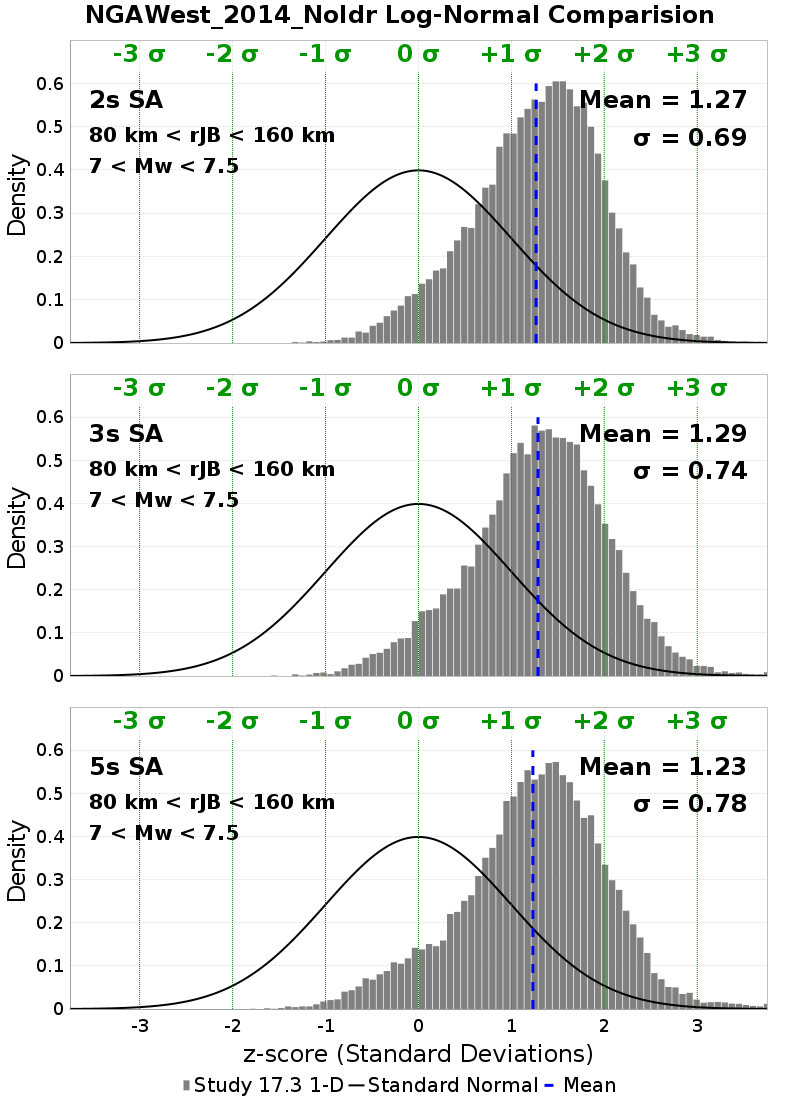 NGAWest_2014_NoIdr Log-Normal Comparision
-3 σ -2 σ -1 σ 0 σ +1 σ +2 σ +3 σ
2s SA
80 km < rJB < 160 km
7 < Mw < 7.5
Mean = 1.27
σ = 0.69
Density
0.6
0.5
0.4
0.3
0.2
0.1
0
-3 σ -2 σ -1 σ 0 σ +1 σ +2 σ +3 σ
3s SA
80 km < rJB < 160 km
7 < Mw < 7.5
Mean = 1.29
σ = 0.74
Density
0.6
0.5
0.4
0.3
0.2
0.1
0
-3 σ -2 σ -1 σ 0 σ +1 σ +2 σ +3 σ
5s SA
80 km < rJB < 160 km
7 < Mw < 7.5
Mean = 1.23
σ = 0.78
Density
0.6
0.5
0.4
0.3
0.2
0.1
0
-3 -2 -1 0 1 2 3
z-score (Standard Deviations)
Study 17.3 1-D Standard Normal Mean